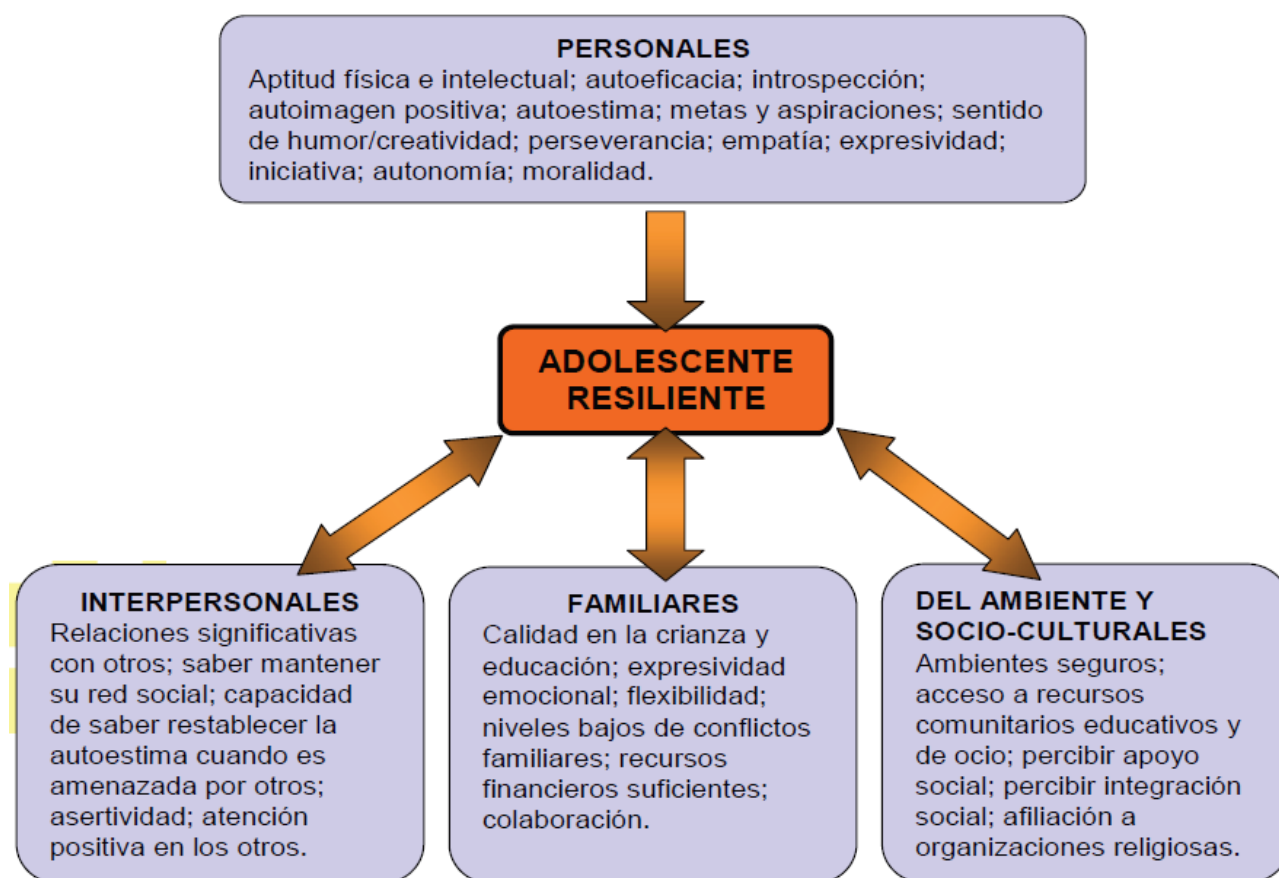 PERSONALES
Aptitud física e intelectual; autoeficacia; introspección;
autoimagen positiva; autoestima; metas y aspiraciones; sentido
de humor/creatividad; perseverancia; empatía; expresividad;
iniciativa; autonomía; moralidad.
ADOLESCENTE
RESILIENTE
INTERPERSONALES
Relaciones significativas
con otros; saber mantener
su red social; capacidad
de saber restablecer la
autoestima cuando es
amenazada por otros;
asertividad; atención
positiva en los otros.
FAMILIARES
Calidad en la crianza y
educación; expresividad
emocional; flexibilidad;
niveles bajos de conflictos
familiares; recursos
financieros suficientes;
colaboración.
DEL AMBIENTE Y
SOCIO-CULTURALES
Ambientes seguros;
acceso a recursos
comunitarios educativos y
de ocio; percibir apoyo
social; percibir integración
social; afiliación a
organizaciones religiosas.